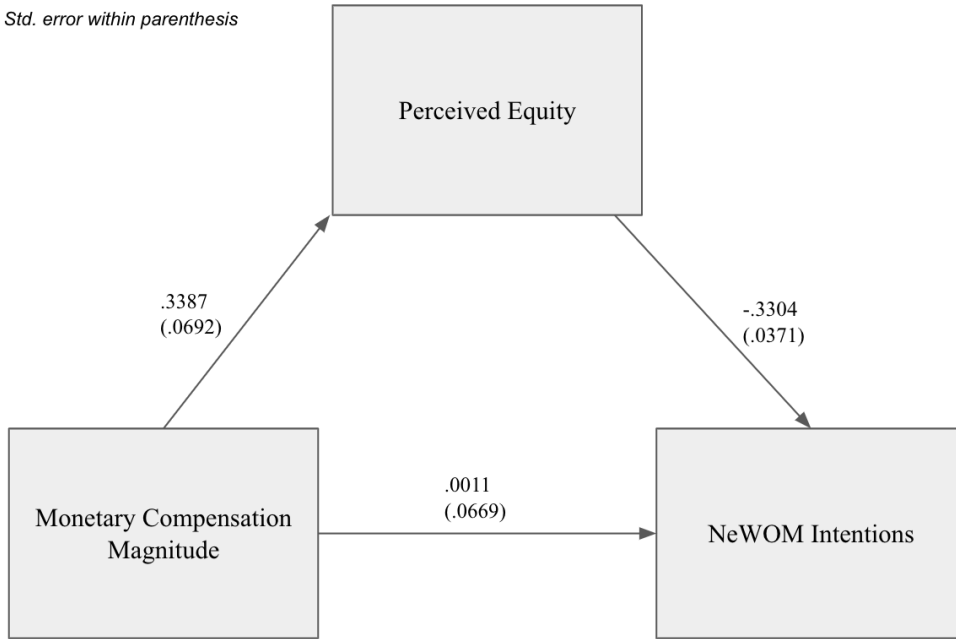 Std. error within parenthesis
Perceived Equity
.3387
(.0692)
-.3304
(.0371)
.0011
(.0669)
Monetary Compensation
Magnitude
NeWOM Intentions